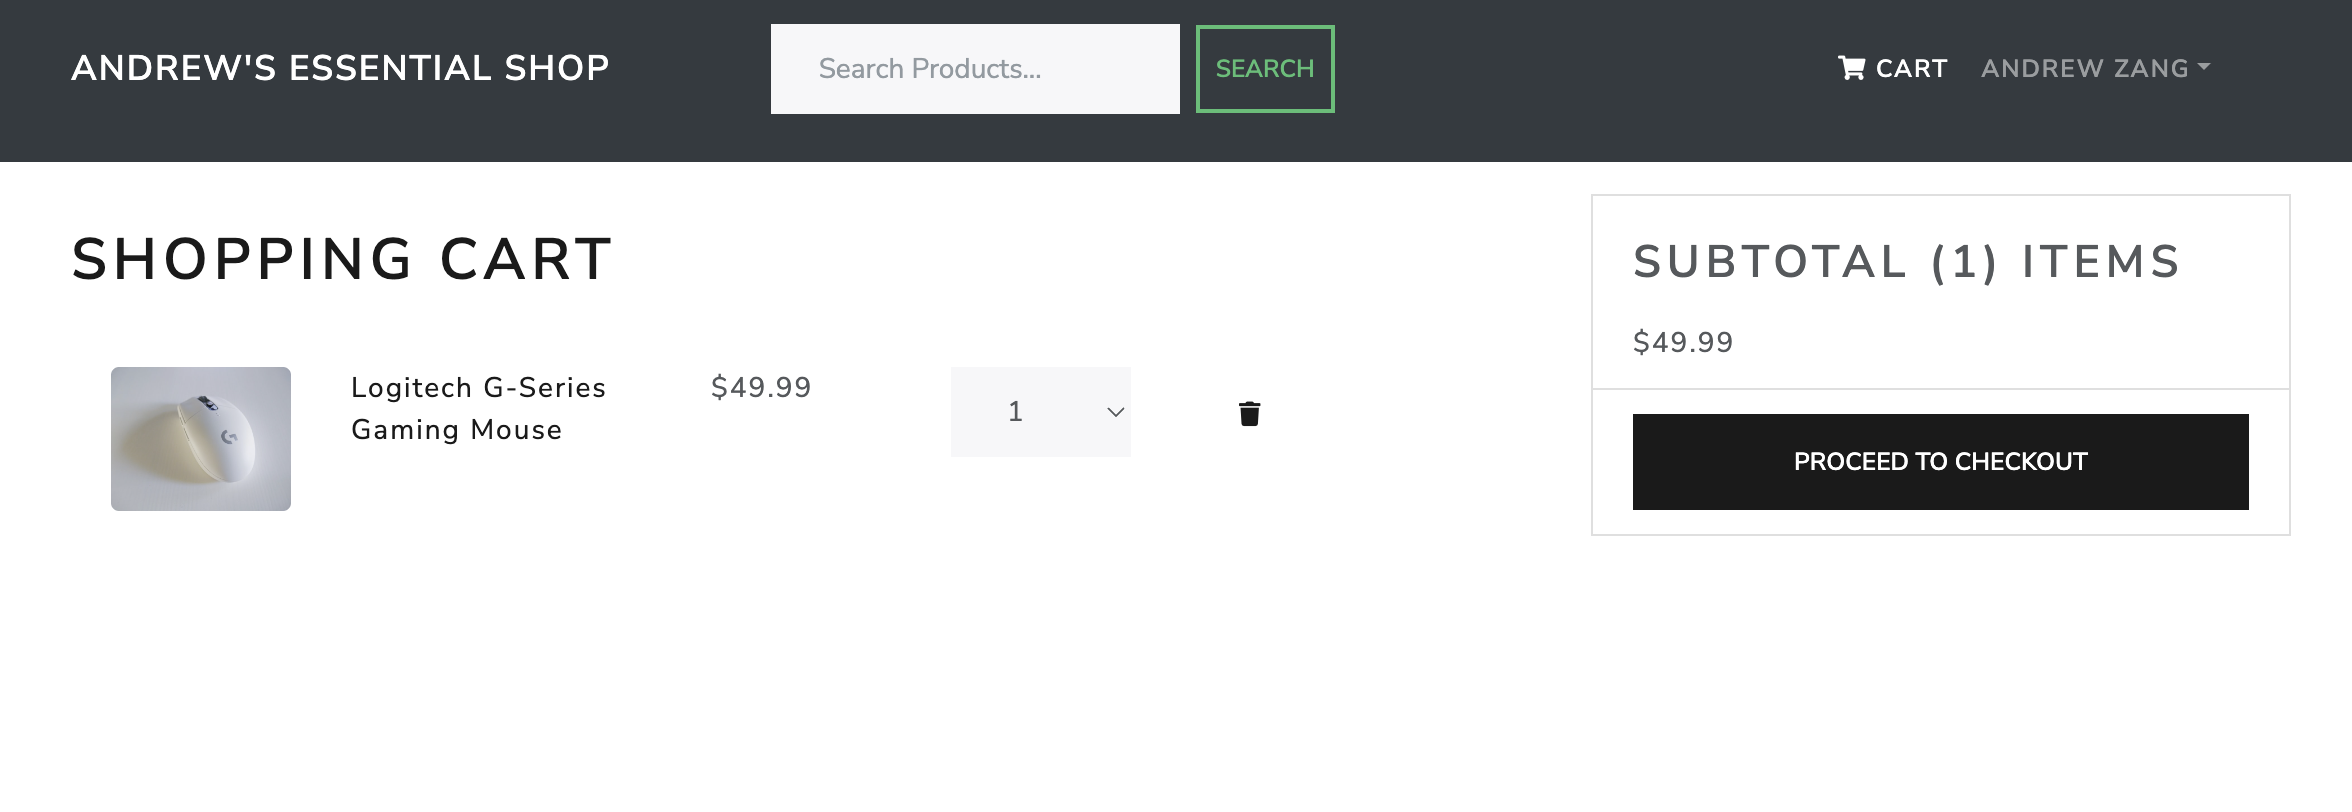 ANDREW'S ESSENTIAL SHOP
Search Products...
SEARCH
CART
ANDREW ZANG
SHOPPING CART
Logitech G-Series
Gaming Mouse
$49.99
1
SUBTOTAL (1) ITEMS
$49.99
PROCEED TO CHECKOUT